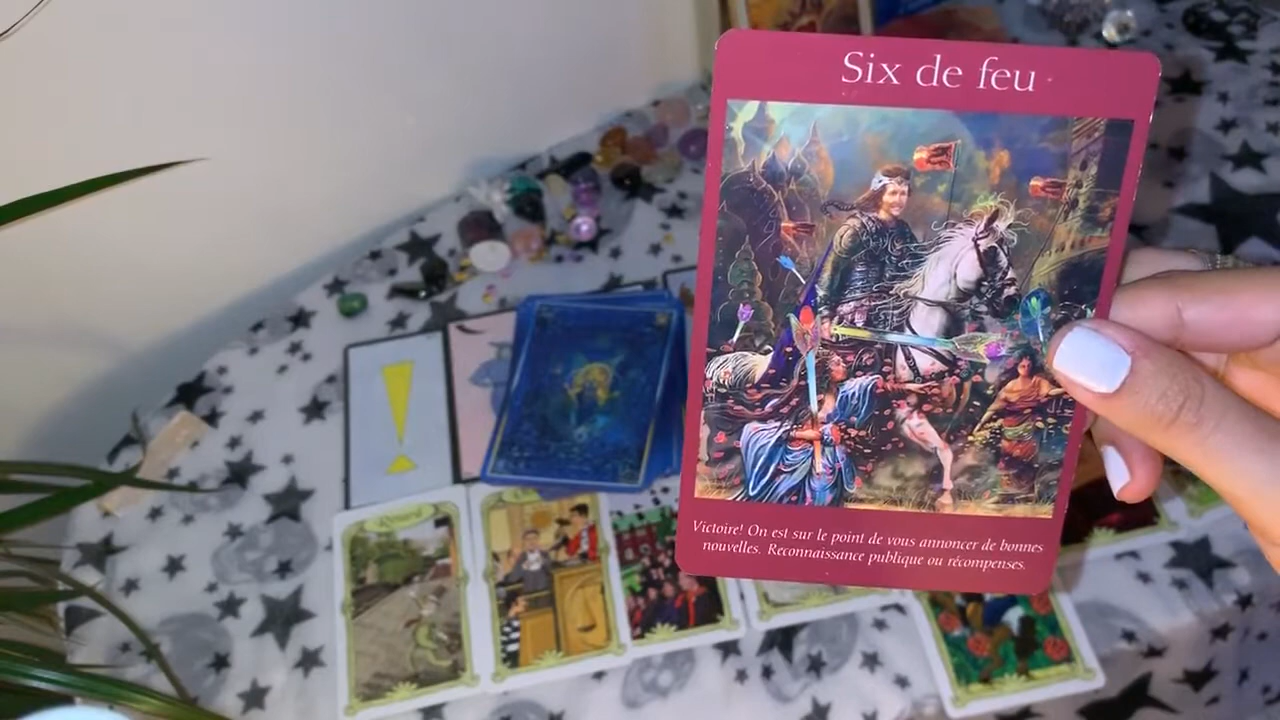 Six de feu
Victoire! On est sur le point de vous annoncer de bonnes
nouvelles. Reconnaissance publique ou récompenses.